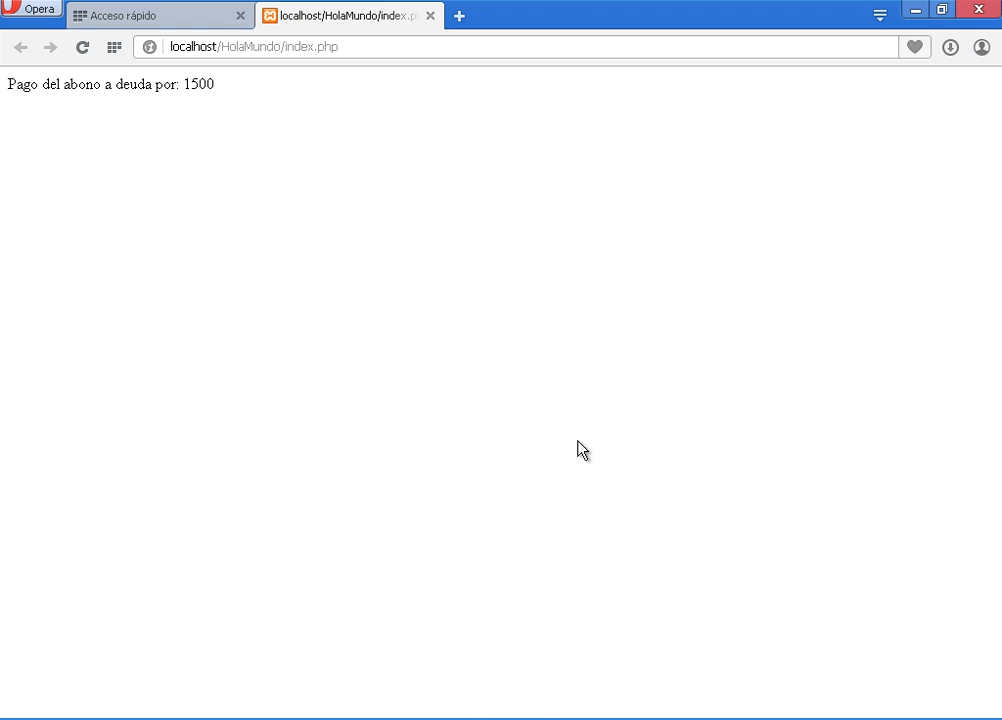 Opera
Acceso rápido
localhost/HolaMundo/index.p
localhost/HolaMundo/index.php
Pago del abono a deuda por: 1500